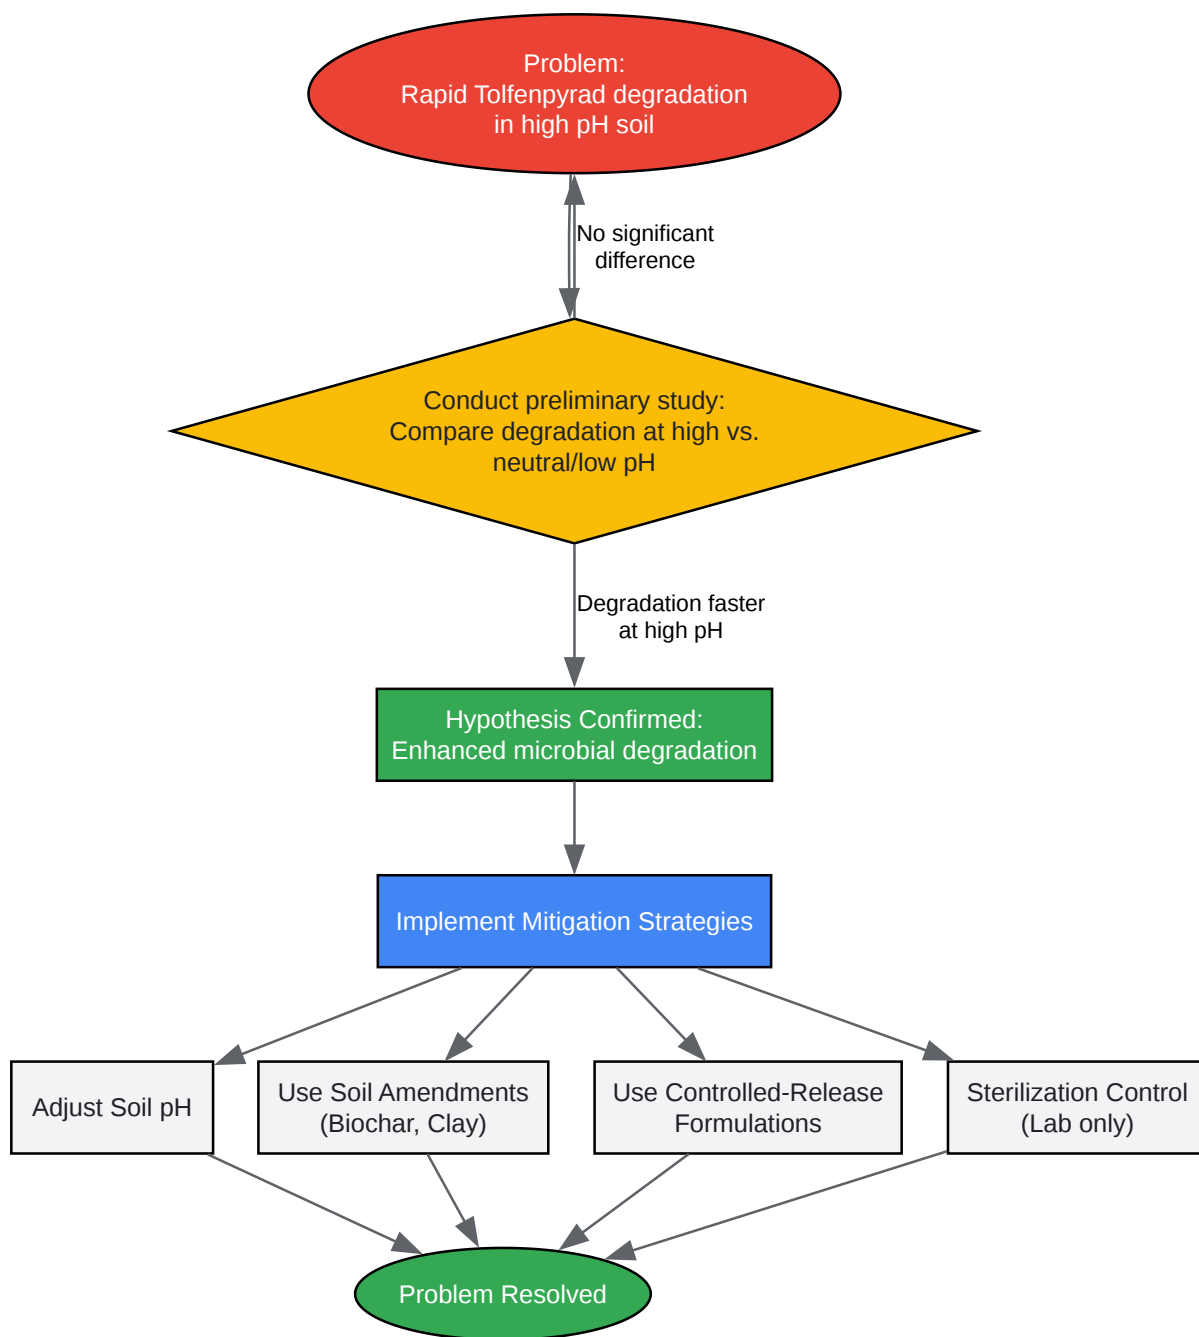 Problem:
Rapid Tolfenpyrad degradation
in high pH soil
No significant
difference
Conduct preliminary study:
Compare degradation at high vs.
neutral/low pH
Degradation faster
at high pH
Hypothesis Confirmed:
Enhanced microbial degradation
Implement Mitigation Strategies
Adjust Soil pH
Use Soil Amendments
(Biochar, Clay)
Use Controlled-Release
Formulations
Sterilization Control
(Lab only)
Problem Resolved